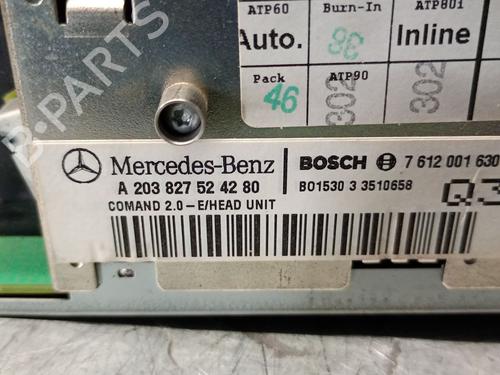 ATP60 Burn-In ATP801
Auto. 36 Inline
Pack ATP90
46 302 302
B-PARTS
Mercedes-Benz BOSCH 7 612 001 630
A 203 827 52 42 80 BO1530 3 3510658
COMAND 2.0-E/HEAD UNIT Q3